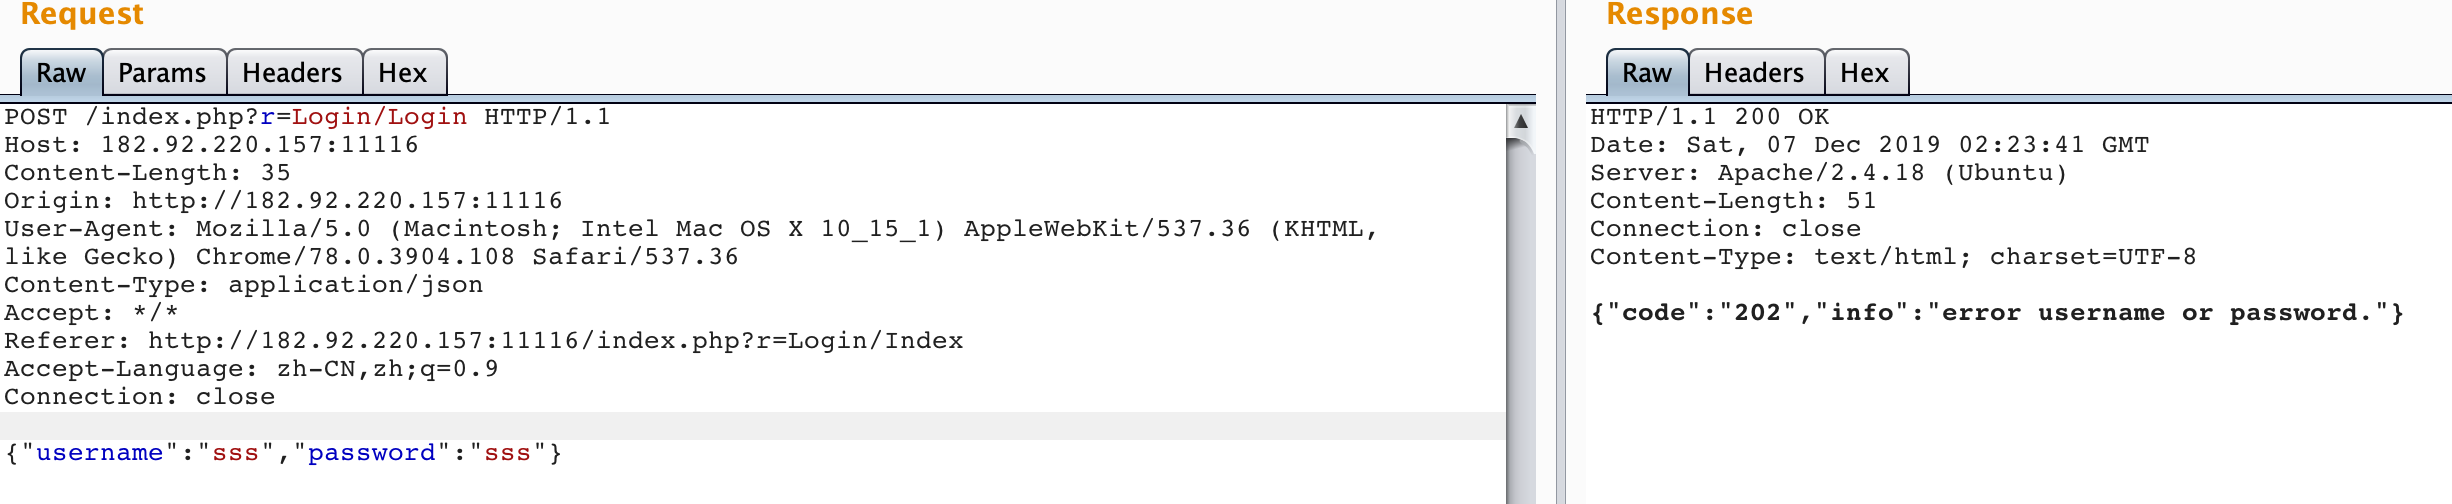 Request
Raw Params Headers Hex
POST /index.php?r=Login/Login HTTP/1.1
Host: 182.92.220.157:11116
Content-Length: 35
Origin: http://182.92.220.157:11116
User-Agent: Mozilla/5.0 (Macintosh; Intel Mac OS X 10_15_1) AppleWebKit/537.36 (KHTML,
like Gecko) Chrome/78.0.3904.108 Safari/537.36
Content-Type: application/json
Accept: */*
Referer: http://182.92.220.157:11116/index.php?r=Login/Index
Accept-Language: zh-CN,zh;q=0.9
Connection: close
{"username":"sss","password":"sss"}
Response
Raw Headers Hex
HTTP/1.1 200 OK
Date: Sat, 07 Dec 2019 02:23:41 GMT
Server: Apache/2.4.18 (Ubuntu)
Content-Length: 51
Connection: close
Content-Type: text/html; charset=UTF-8
{"code":"202","info":"error username or password."}